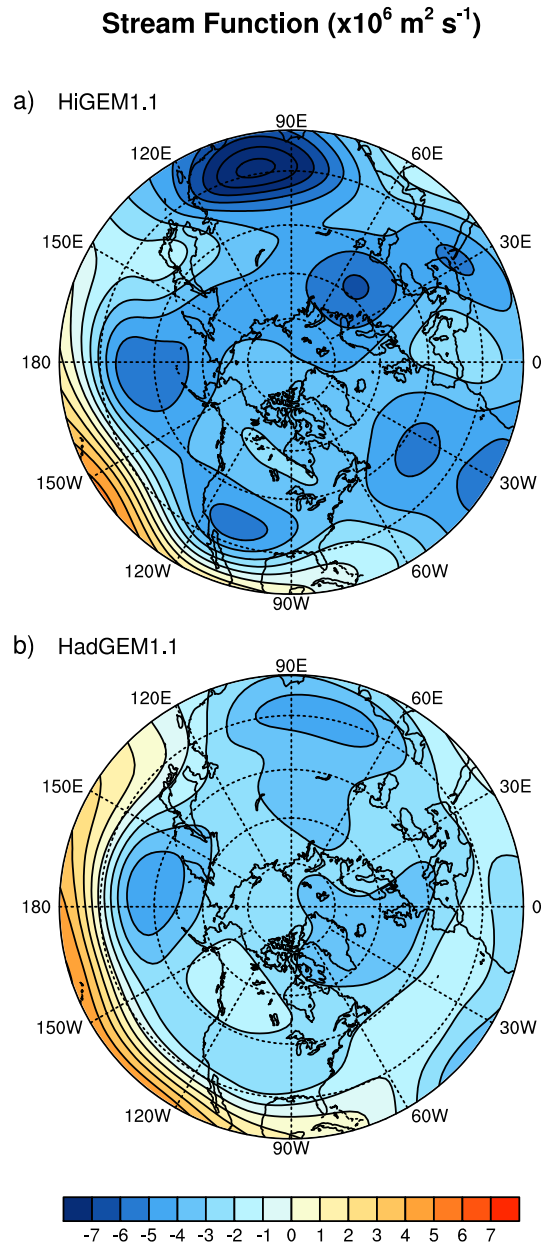 Stream Function (x10⁶ m² s⁻¹)
a) HiGEM1.1
90E
120E 60E
150E 30E
180 0
150W 30W
120W 60W
90W
b) HadGEM1.1
90E
120E 60E
150E 30E
180 0
150W 30W
120W 60W
90W
-7 -6 -5 -4 -3 -2 -1 0 1 2 3 4 5 6 7